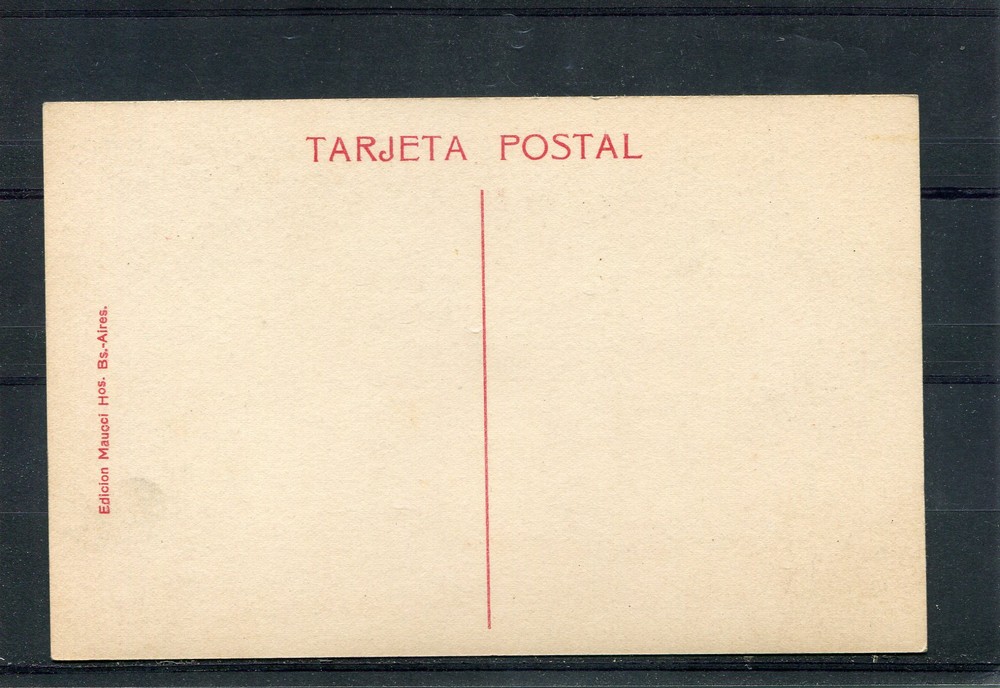 TARJETA POSTAL
Edicion Maucci Hos. Bs.-Aires.